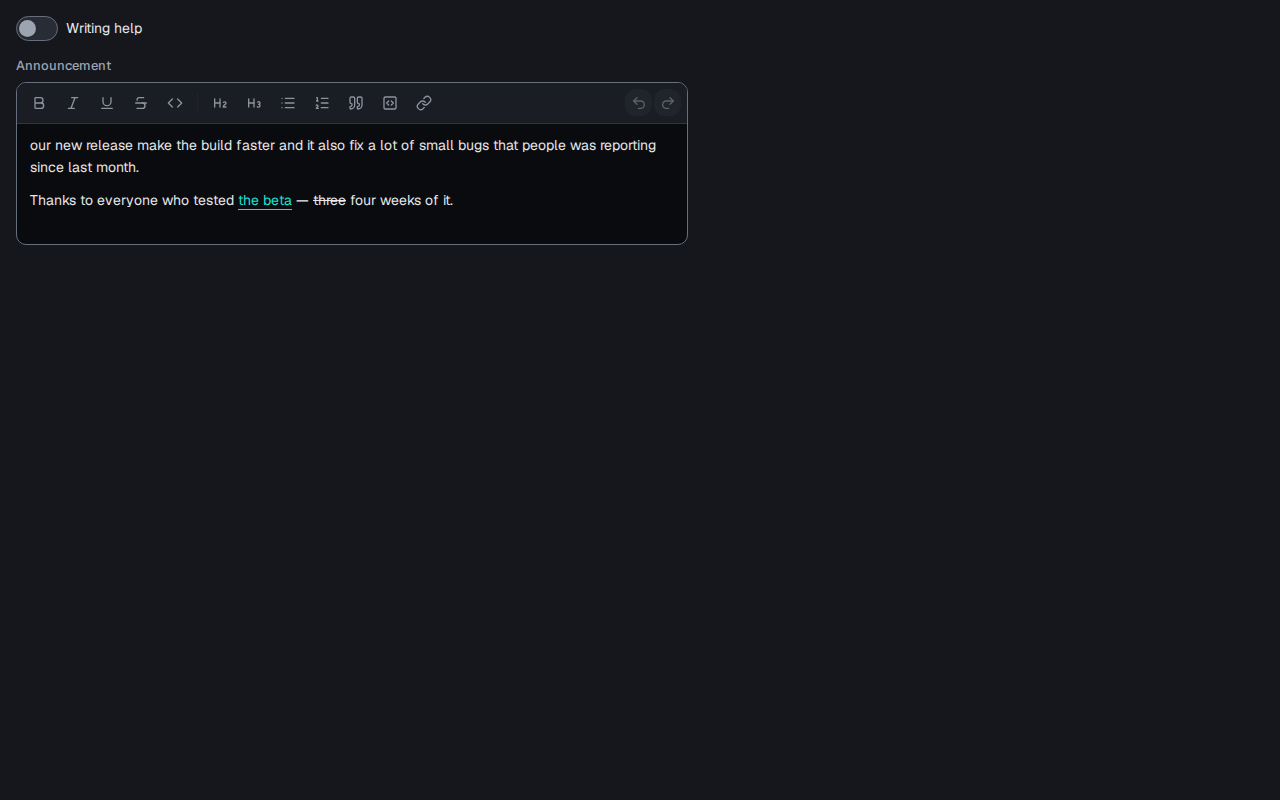 Writing help
Announcement
H2 H3
our new release make the build faster and it also fix a lot of small bugs that people was reporting
since last month.
Thanks to everyone who tested the beta — three four weeks of it.